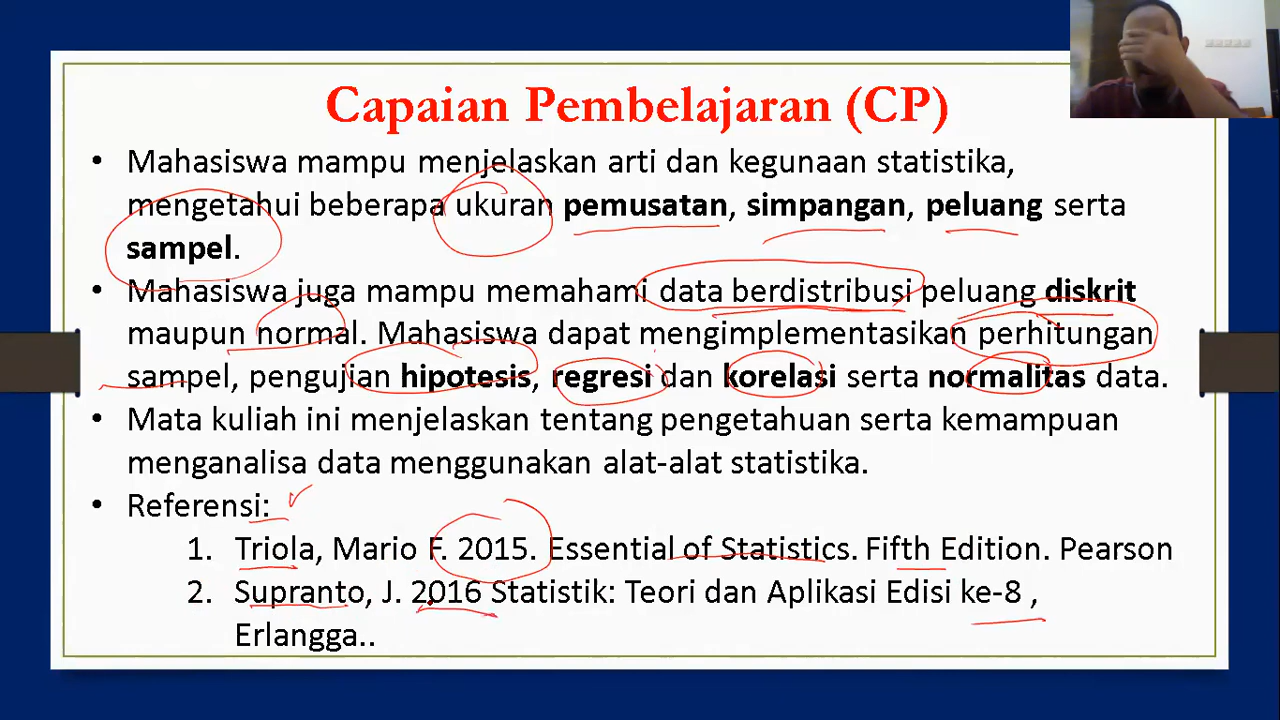 Capaian Pembelajaran (CP)
• Mahasiswa mampu menjelaskan arti dan kegunaan statistika,
mengetahui beberapa ukuran pemusatan, simpangan, peluang serta
sampel.
• Mahasiswa juga mampu memahami data berdistribusi peluang diskrit
maupun normal. Mahasiswa dapat mengimplementasikan perhitungan
sampel, pengujian hipotesis, regresi dan korelasi serta normalitas data.
• Mata kuliah ini menjelaskan tentang pengetahuan serta kemampuan
menganalisa data menggunakan alat-alat statistika.
• Referensi:
1. Triola, Mario F. 2015. Essential of Statistics. Fifth Edition. Pearson
2. Supranto, J. 2016 Statistik: Teori dan Aplikasi Edisi ke-8 ,
Erlangga..